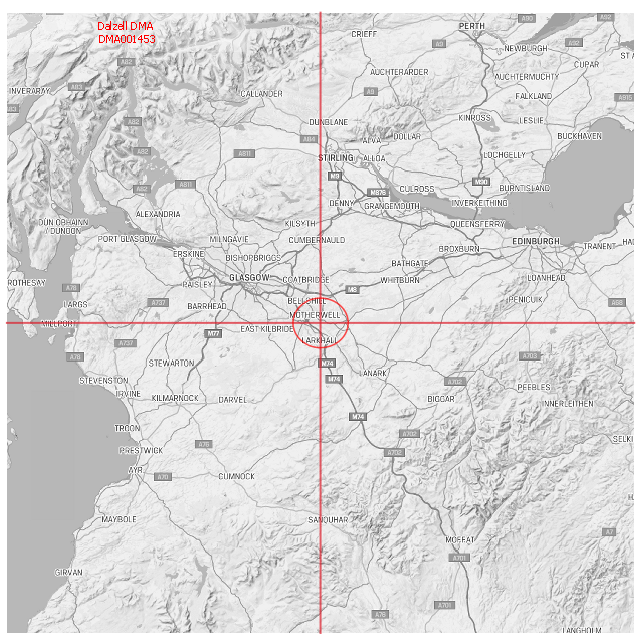 Dalzell DMA
DMA001453
PERTH
A90
A92
CRIEFF
A9
NEWBURGH
A92
A82
CUPAR
AUCHTERARDER
AUCHTERMUCHTY
A83
INVERARAY
A9
CALLANDER
FALKLAND
A915
A83
A82
DUNBLANE
KINROSS
LESLIE
BUCKHAVEN
A84
ALVA
DOLLAR
A82
A811
STIRLING
ALLOA
LOCHGELLY
M9
M90
A82
A811
M876
CULROSS
BURNTISLAND
DENNY
GRANGEMOUTH
INVERKEITHING
ALEXANDRIA
DUN OBHAINN
/ DUNOON
KILSYTH
QUEENSFERRY
PORT GLASGOW
MILNGAVIE
CUMBERNAULD
EDINBURGH
TRANENT
BROXBURN
ERSKINE
BISHOPBRIGGS
BATHGATE
GLASGOW
COATBRIDGE
WHITBURN
LOANHEAD
ROTHESAY
PAISLEY
A78
M8
BELLSHILL
PENICUIK
A68
LARGS
A737
BARRHEAD
MOTHERWELL
MILLPORT
EAST KILBRIDE
M77
LARKHALL
A737
A78
A703
STEWARTON
M74
LANARK
STEVENSTON
M74
A702
PEEBLES
IRVINE
KILMARNOCK
DARVEL
BIGGAR
INNERLEITHEN
M74
TROON
A702
SELKI
PRESTWICK
A76
A702
AYR
A70
CUMNOCK
MAYBOLE
SANQUHAR
A7
MOFFAT
A701
GIRVAN
A701
A76
LANGHOLM